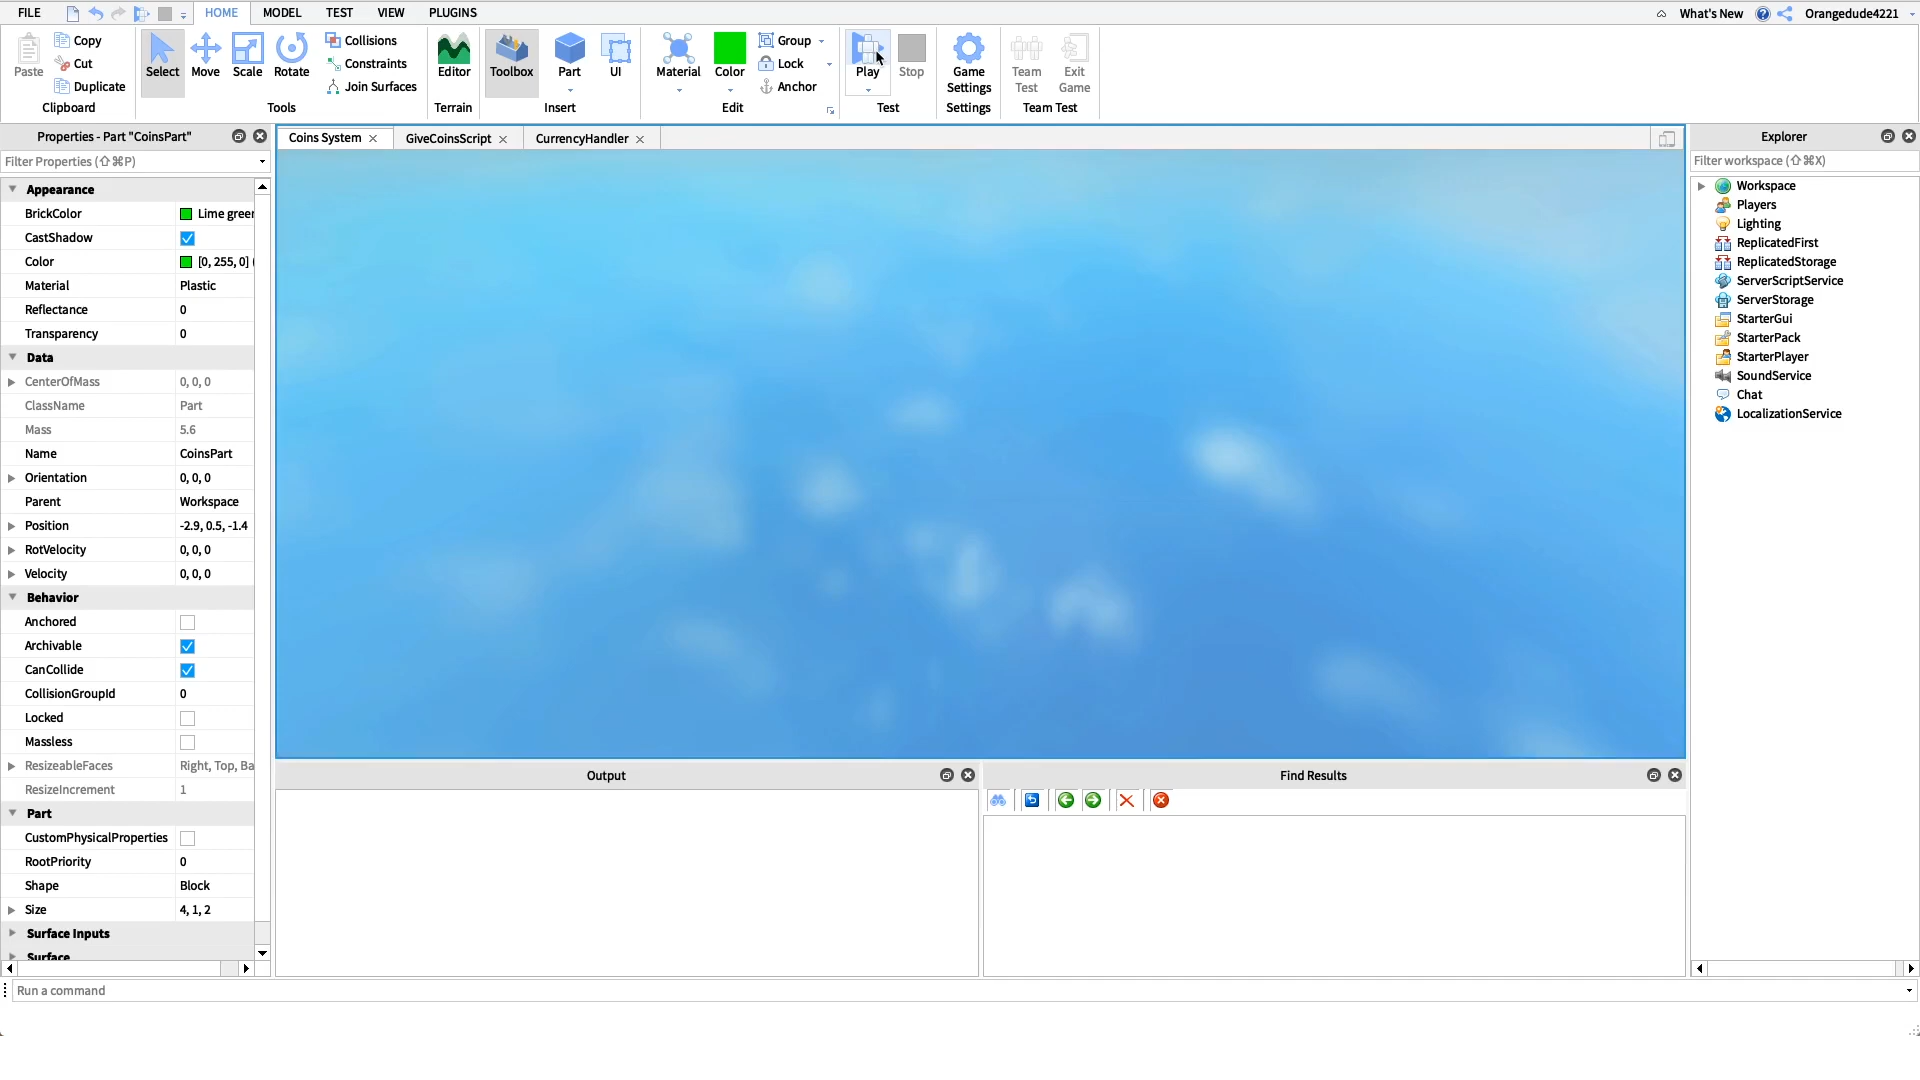 FILE HOME MODEL TEST VIEW PLUGINS What's New Orangedude4221
Paste Copy Cut Duplicate Clipboard
Select Move Scale Rotate Collisions Constraints Join Surfaces Tools
Editor Terrain
Toolbox Part UI Insert
Material Color Group Lock Anchor Edit
Play Stop Test
Game Settings Settings
Team Test Exit Game Team Test
Properties - Part "CoinsPart"
Filter Properties (⇧⌘P)
Appearance
BrickColor Lime green
CastShadow
Color [0, 255, 0] (
Material Plastic
Reflectance 0
Transparency 0
Data
CenterOfMass 0, 0, 0
ClassName Part
Mass 5.6
Name CoinsPart
Orientation 0, 0, 0
Parent Workspace
Position -2.9, 0.5, -1.4
RotVelocity 0, 0, 0
Velocity 0, 0, 0
Behavior
Anchored
Archivable
CanCollide
CollisionGroupId 0
Locked
Massless
ResizeableFaces Right, Top, Ba
ResizeIncrement 1
Part
CustomPhysicalProperties
RootPriority 0
Shape Block
Size 4, 1, 2
Surface Inputs
Surface
Coins System GiveCoinsScript CurrencyHandler
Output
Find Results
Explorer
Filter workspace (⇧⌘X)
Workspace
Players
Lighting
ReplicatedFirst
ReplicatedStorage
ServerScriptService
ServerStorage
StarterGui
StarterPack
StarterPlayer
SoundService
Chat
LocalizationService
Run a command